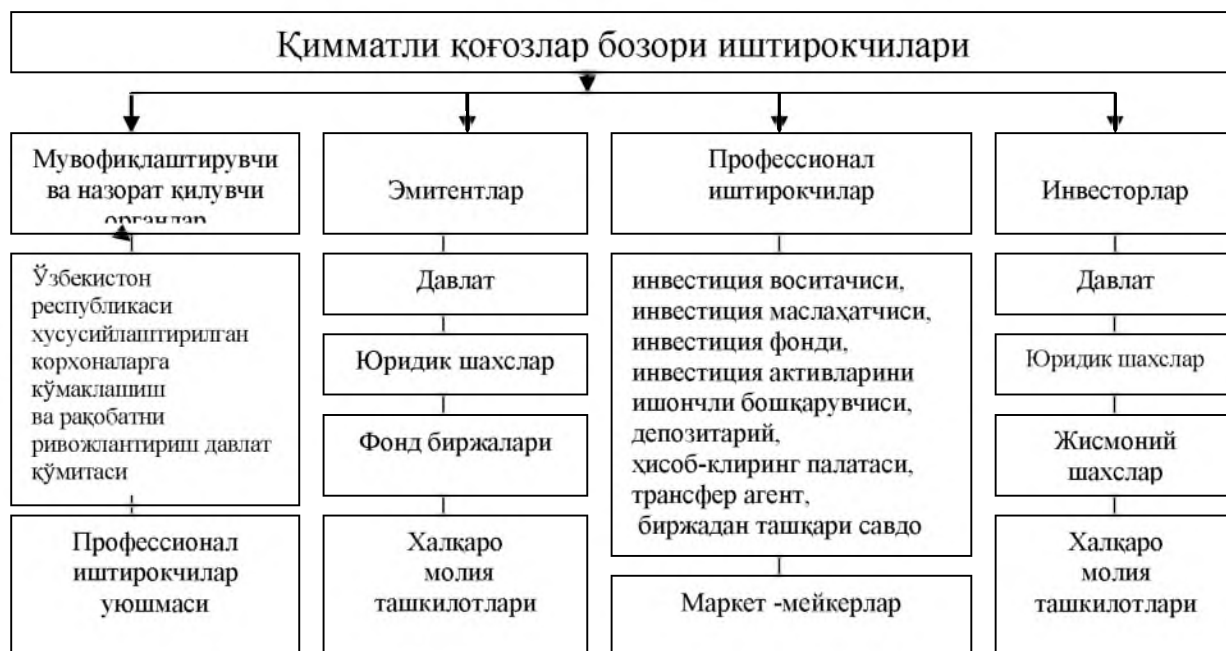 Қимматли қоғозлар бозори иштирокчилари
Мувофиқлаштирувчи
ва назорат қилувчи
органлар
Эмитентлар
Профессионал
иштирокчилар
Инвесторлар
Ўзбекистон
республикаси
хусусийлаштирилган
корхоналарга
кўмаклашиш
ва рақобатни
ривожлантириш давлат
қўмитаси
Профессионал
иштирокчилар
уюшмаси
Давлат
Юридик шахслар
Фонд биржалари
Халқаро
молия
ташкилотлари
инвестиция воситачиси,
инвестиция маслаҳатчиси,
инвестиция фонди,
инвестиция активларини
ишончли бошқарувчиси,
депозитарий,
ҳисоб-клиринг палатаси,
трансфер агент,
биржадан ташқари савдо
Маркет -мейкерлар
Давлат
Юридик шахслар
Жисмоний
шахслар
Халқаро
молия
ташкилотлари